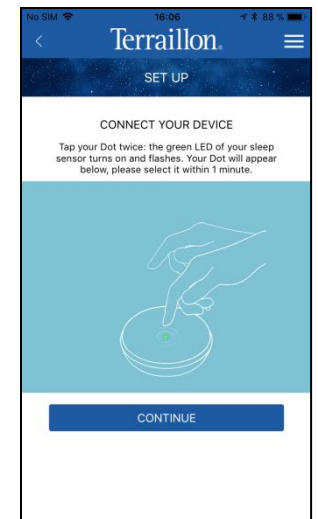 No SIM 16:06 88 %
Terraillon.
SET UP
CONNECT YOUR DEVICE
Tap your Dot twice: the green LED of your sleep
sensor turns on and flashes. Your Dot will appear
below, please select it within 1 minute.
CONTINUE